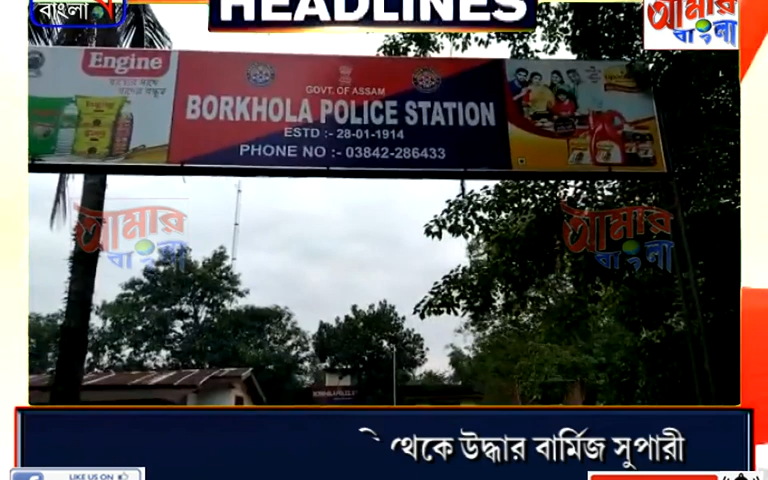 বাংলা
HEADLINES
আমার
বাংলা
Engine
GOVT. OF ASSAM
BORKHOLA POLICE STATION
ESTD :- 28-01-1914
PHONE NO :- 03842-286433
আমার
বাংলা
আমার
বাংলা
থেকে উদ্ধার বার্মিজ সুপারী
LIKE US ON